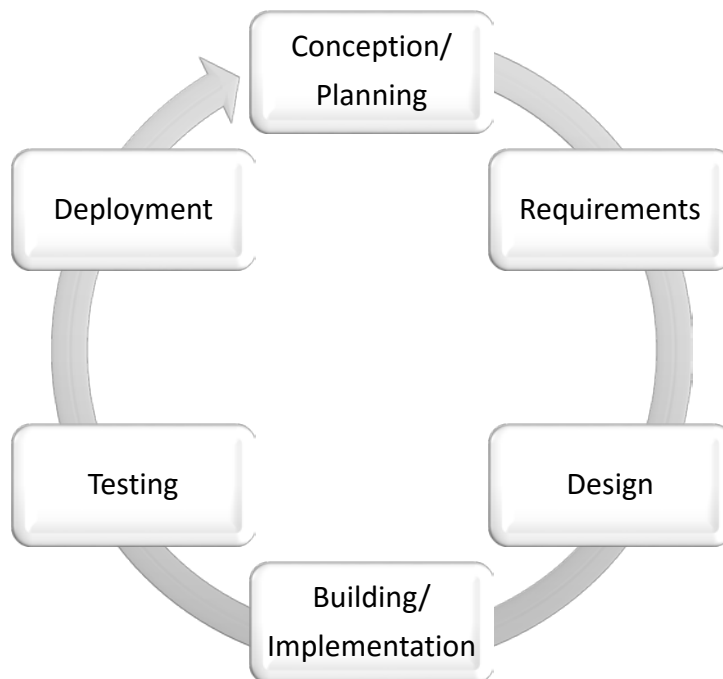 Conception/
Planning
Requirements
Design
Building/
Implementation
Testing
Deployment